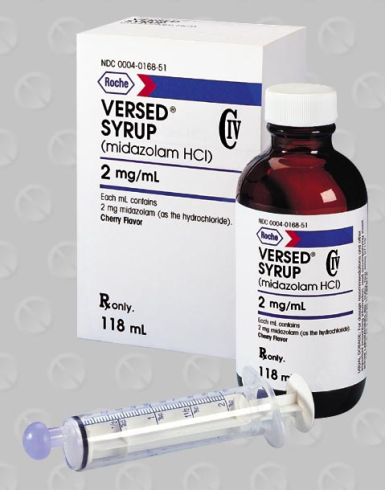 NDC 0004-0168-51
Roche
VERSED®
SYRUP
CIV
(midazolam HCl)
2 mg/mL
Each mL contains
2 mg midazolam (as the hydrochloride).
Cherry Flavor
℞only.
118 mL
NDC 0004-0168-51
Roche
VERSED®
SYRUP
CIV
(midazolam HCl)
2 mg/mL
Each mL contains
2 mg midazolam (as the hydrochloride).
Cherry Flavor
℞only.
118 m